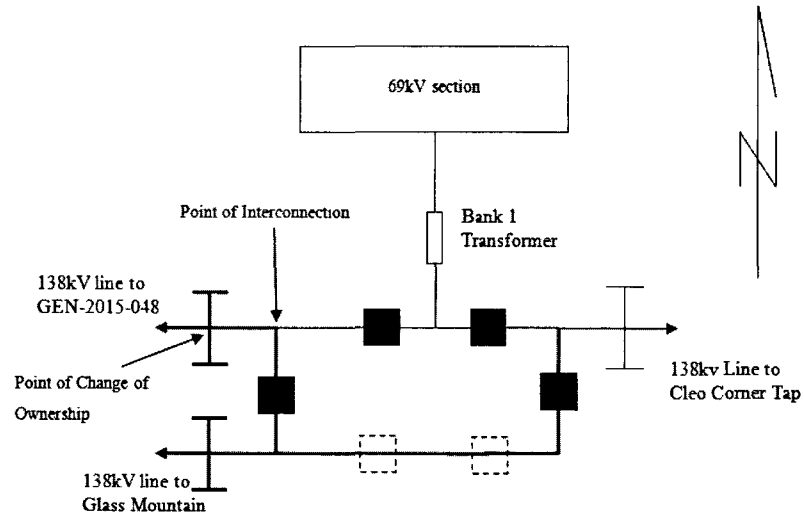 69kV section
Point of Interconnection
Bank 1
Transformer
138kV line to
GEN-2015-048
Point of Change of
Ownership
138kv Line to
Cleo Corner Tap
138kV line to
Glass Mountain
N